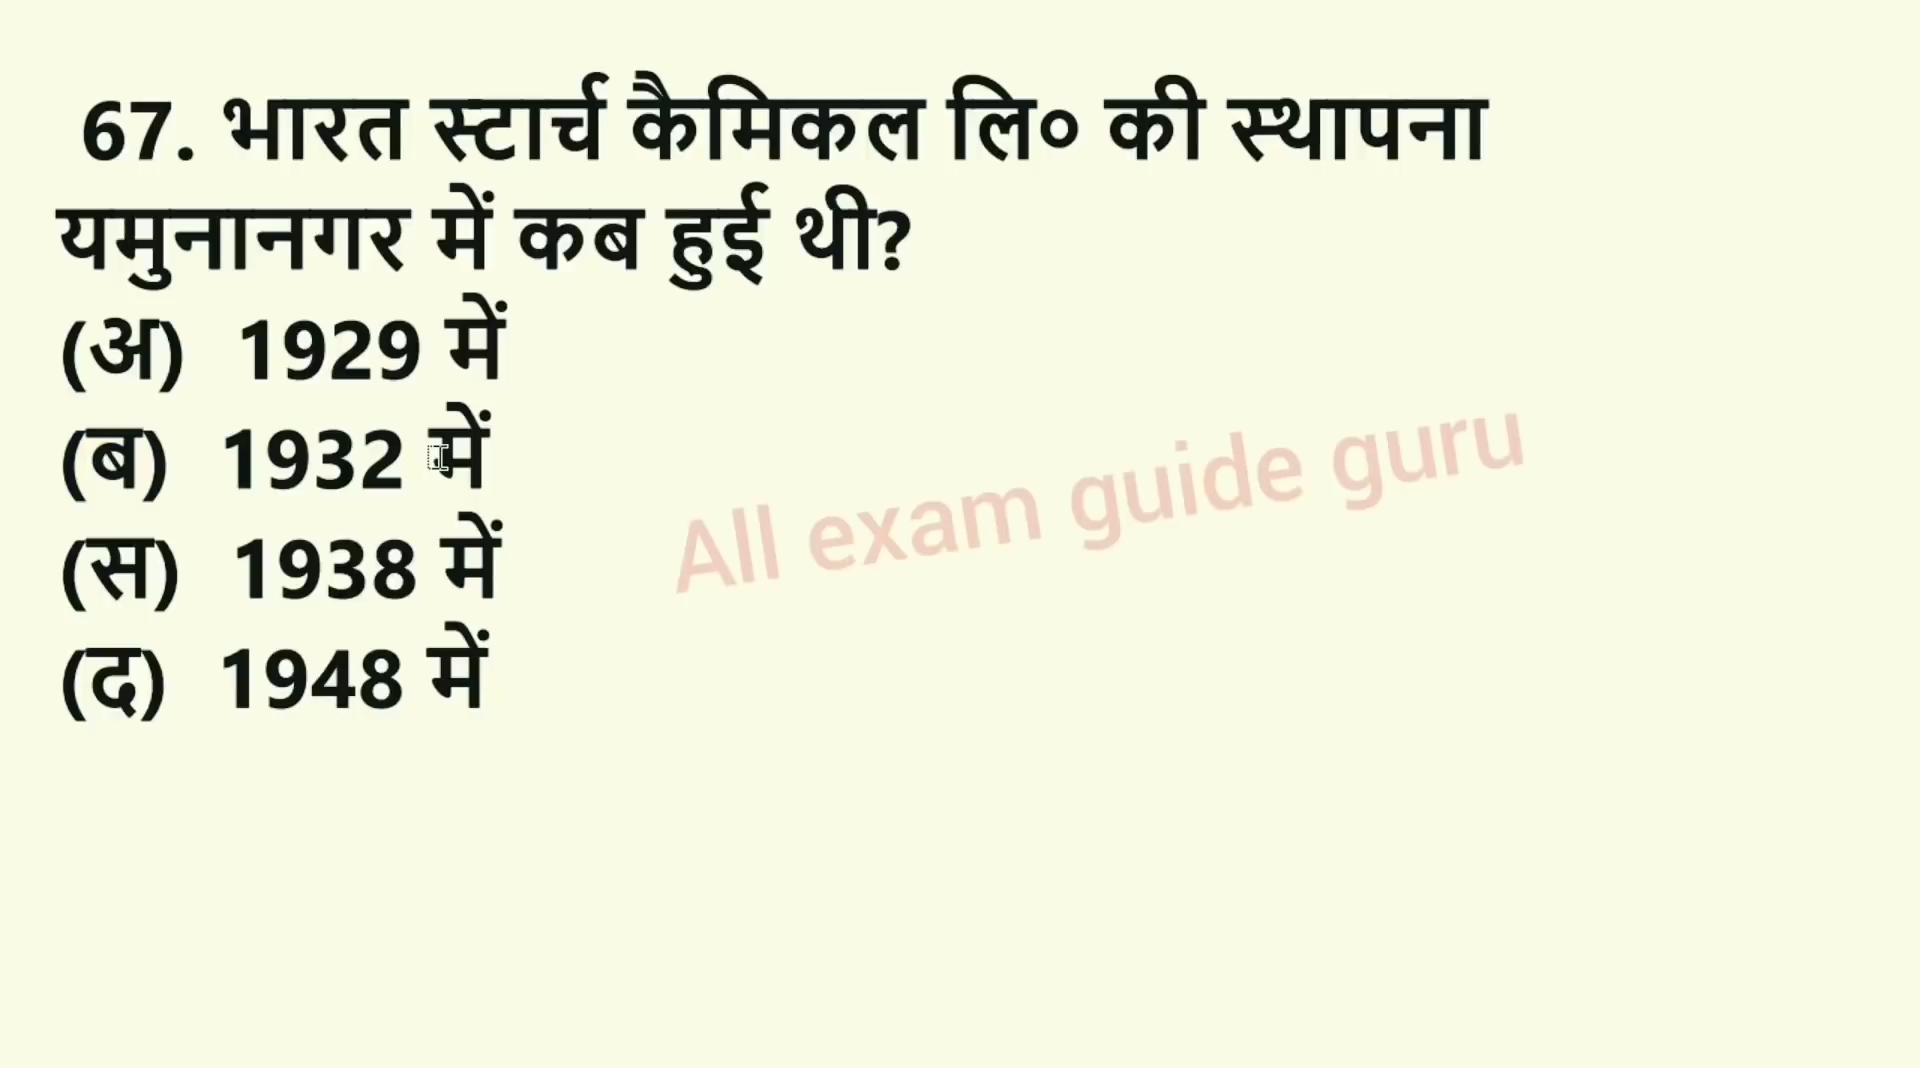 67. भारत स्टार्च कैमिकल लि० की स्थापना
यमुनानगर में कब हुई थी?
(अ) 1929 में
(ब) 1932 में
(स) 1938 में
(द) 1948 में
All exam guide guru